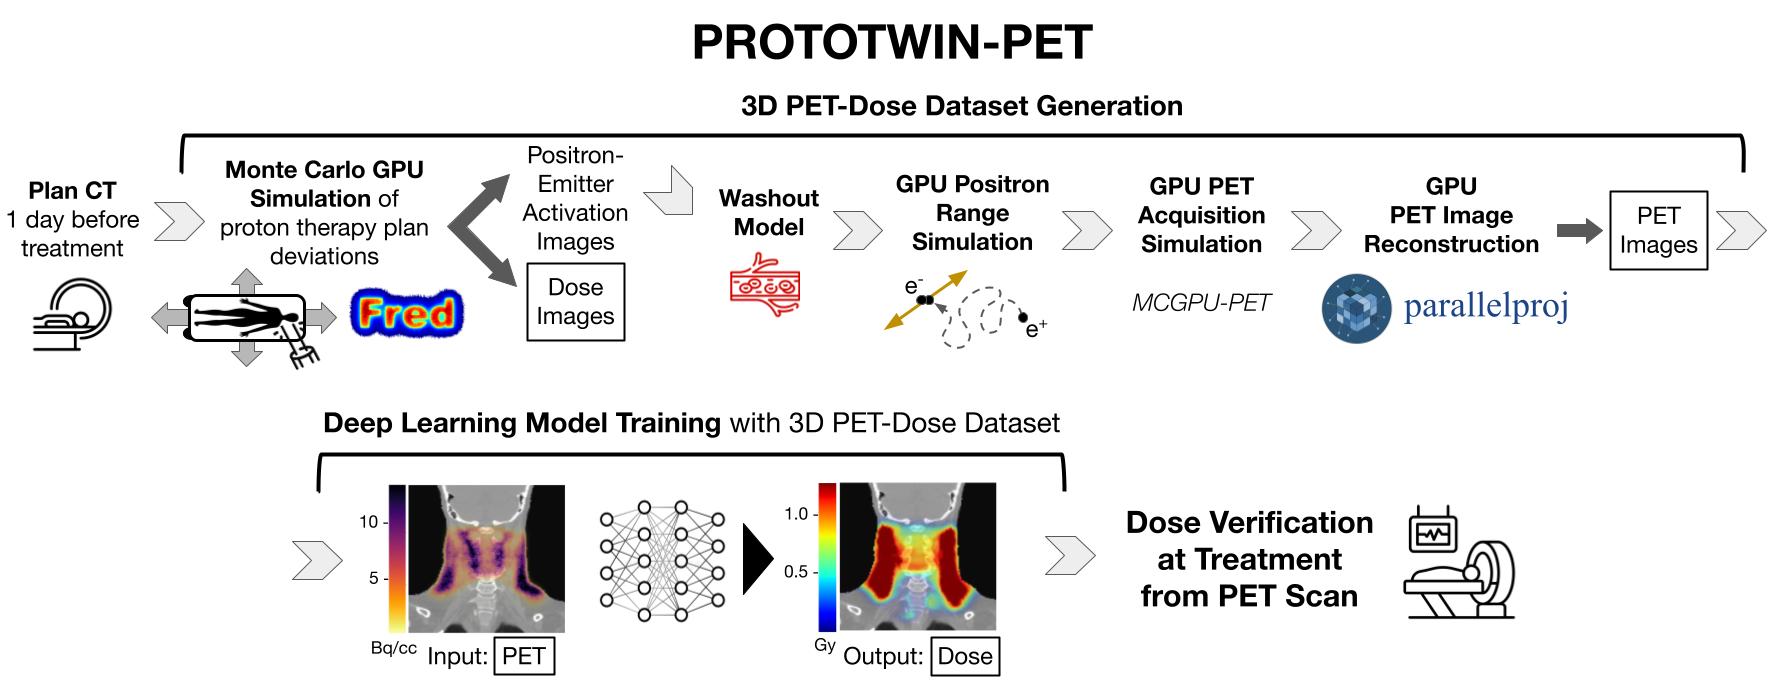 PROTOTWIN-PET
3D PET-Dose Dataset Generation
Plan CT
1 day before
treatment
Monte Carlo GPU
Simulation of
proton therapy plan
deviations
Fred
Positron-
Emitter
Activation
Images
Dose
Images
Washout
Model
GPU Positron
Range
Simulation
e-
e+
GPU PET
Acquisition
Simulation
MCGPU-PET
GPU
PET Image
Reconstruction
parallelproj
PET
Images
Deep Learning Model Training with 3D PET-Dose Dataset
10
5
Bq/cc
Input: PET
1.0
0.5
Gy
Output: Dose
Dose Verification
at Treatment
from PET Scan